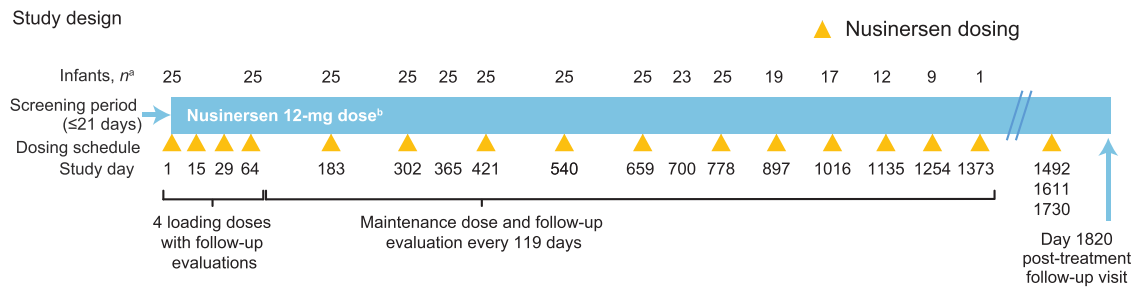 Study design
Nusinersen dosing
Infants, nᵃ 25 25 25 25 25 25 25 25 23 25 19 17 12 9 1
Screening period
(≤21 days)
Nusinersen 12-mg doseᵇ
Dosing schedule
Study day 1 15 29 64 183 302 365 421 540 659 700 778 897 1016 1135 1254 1373 1492
1611
1730
4 loading doses
with follow-up
evaluations
Maintenance dose and follow-up
evaluation every 119 days
Day 1820
post-treatment
follow-up visit